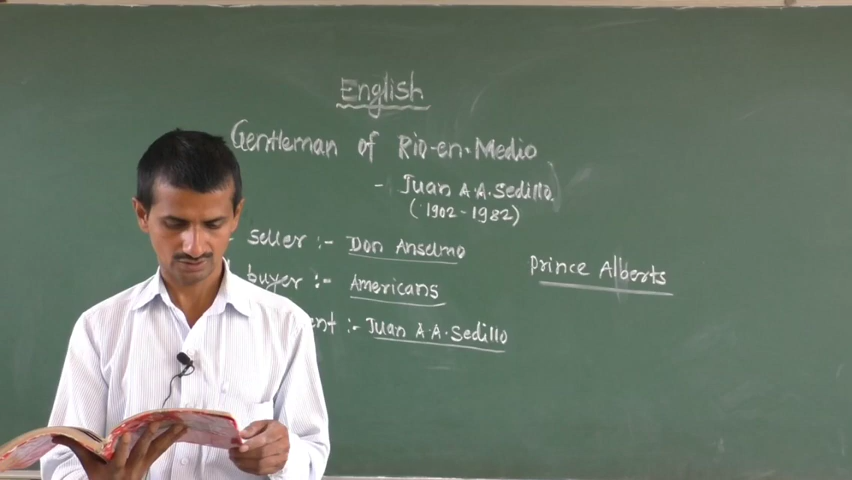 English
Gentleman of Rio-en-Medio
- Juan A.A. Sedillo
(1902-1982)
seller :- Don Anselmo
buyer :- Americans
:- Juan A.A. Sedillo
Prince Alberts